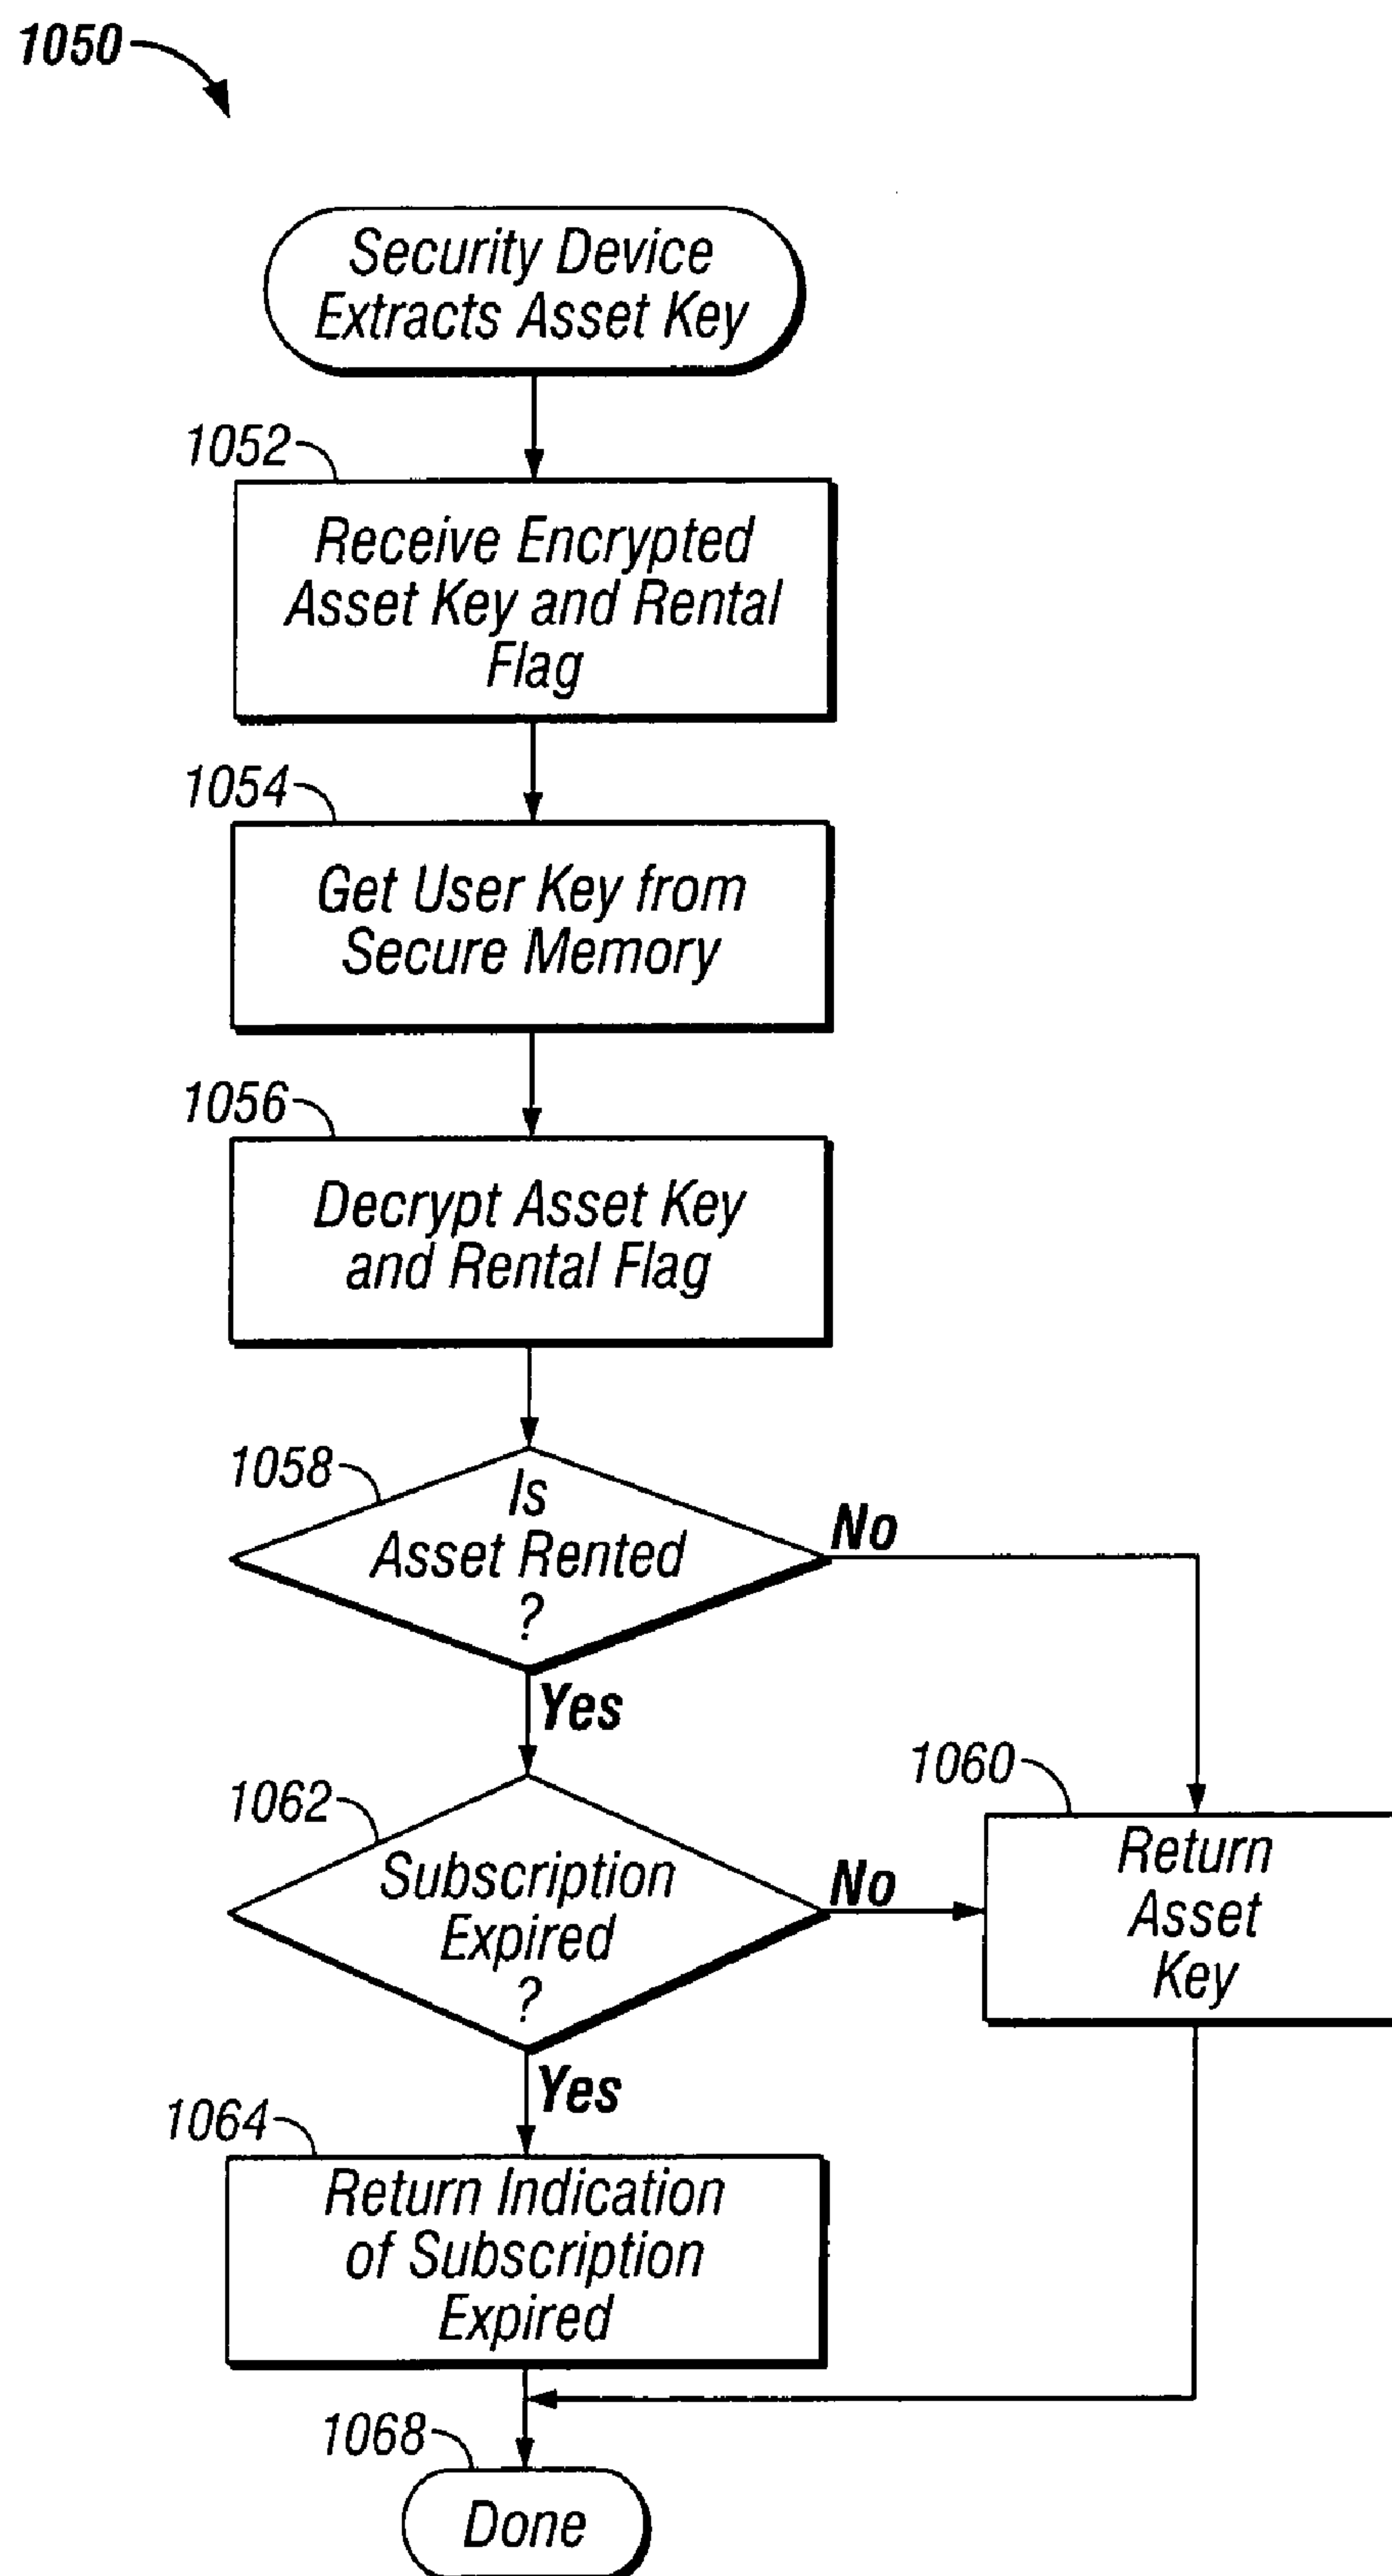 1050
Security Device
Extracts Asset Key
1052
Receive Encrypted
Asset Key and Rental
Flag
1054
Get User Key from
Secure Memory
1056
Decrypt Asset Key
and Rental Flag
1058
Is
Asset Rented
?
No
Yes
1062
Subscription
Expired
?
No
1060
Return
Asset
Key
Yes
1064
Return Indication
of Subscription
Expired
1068
Done